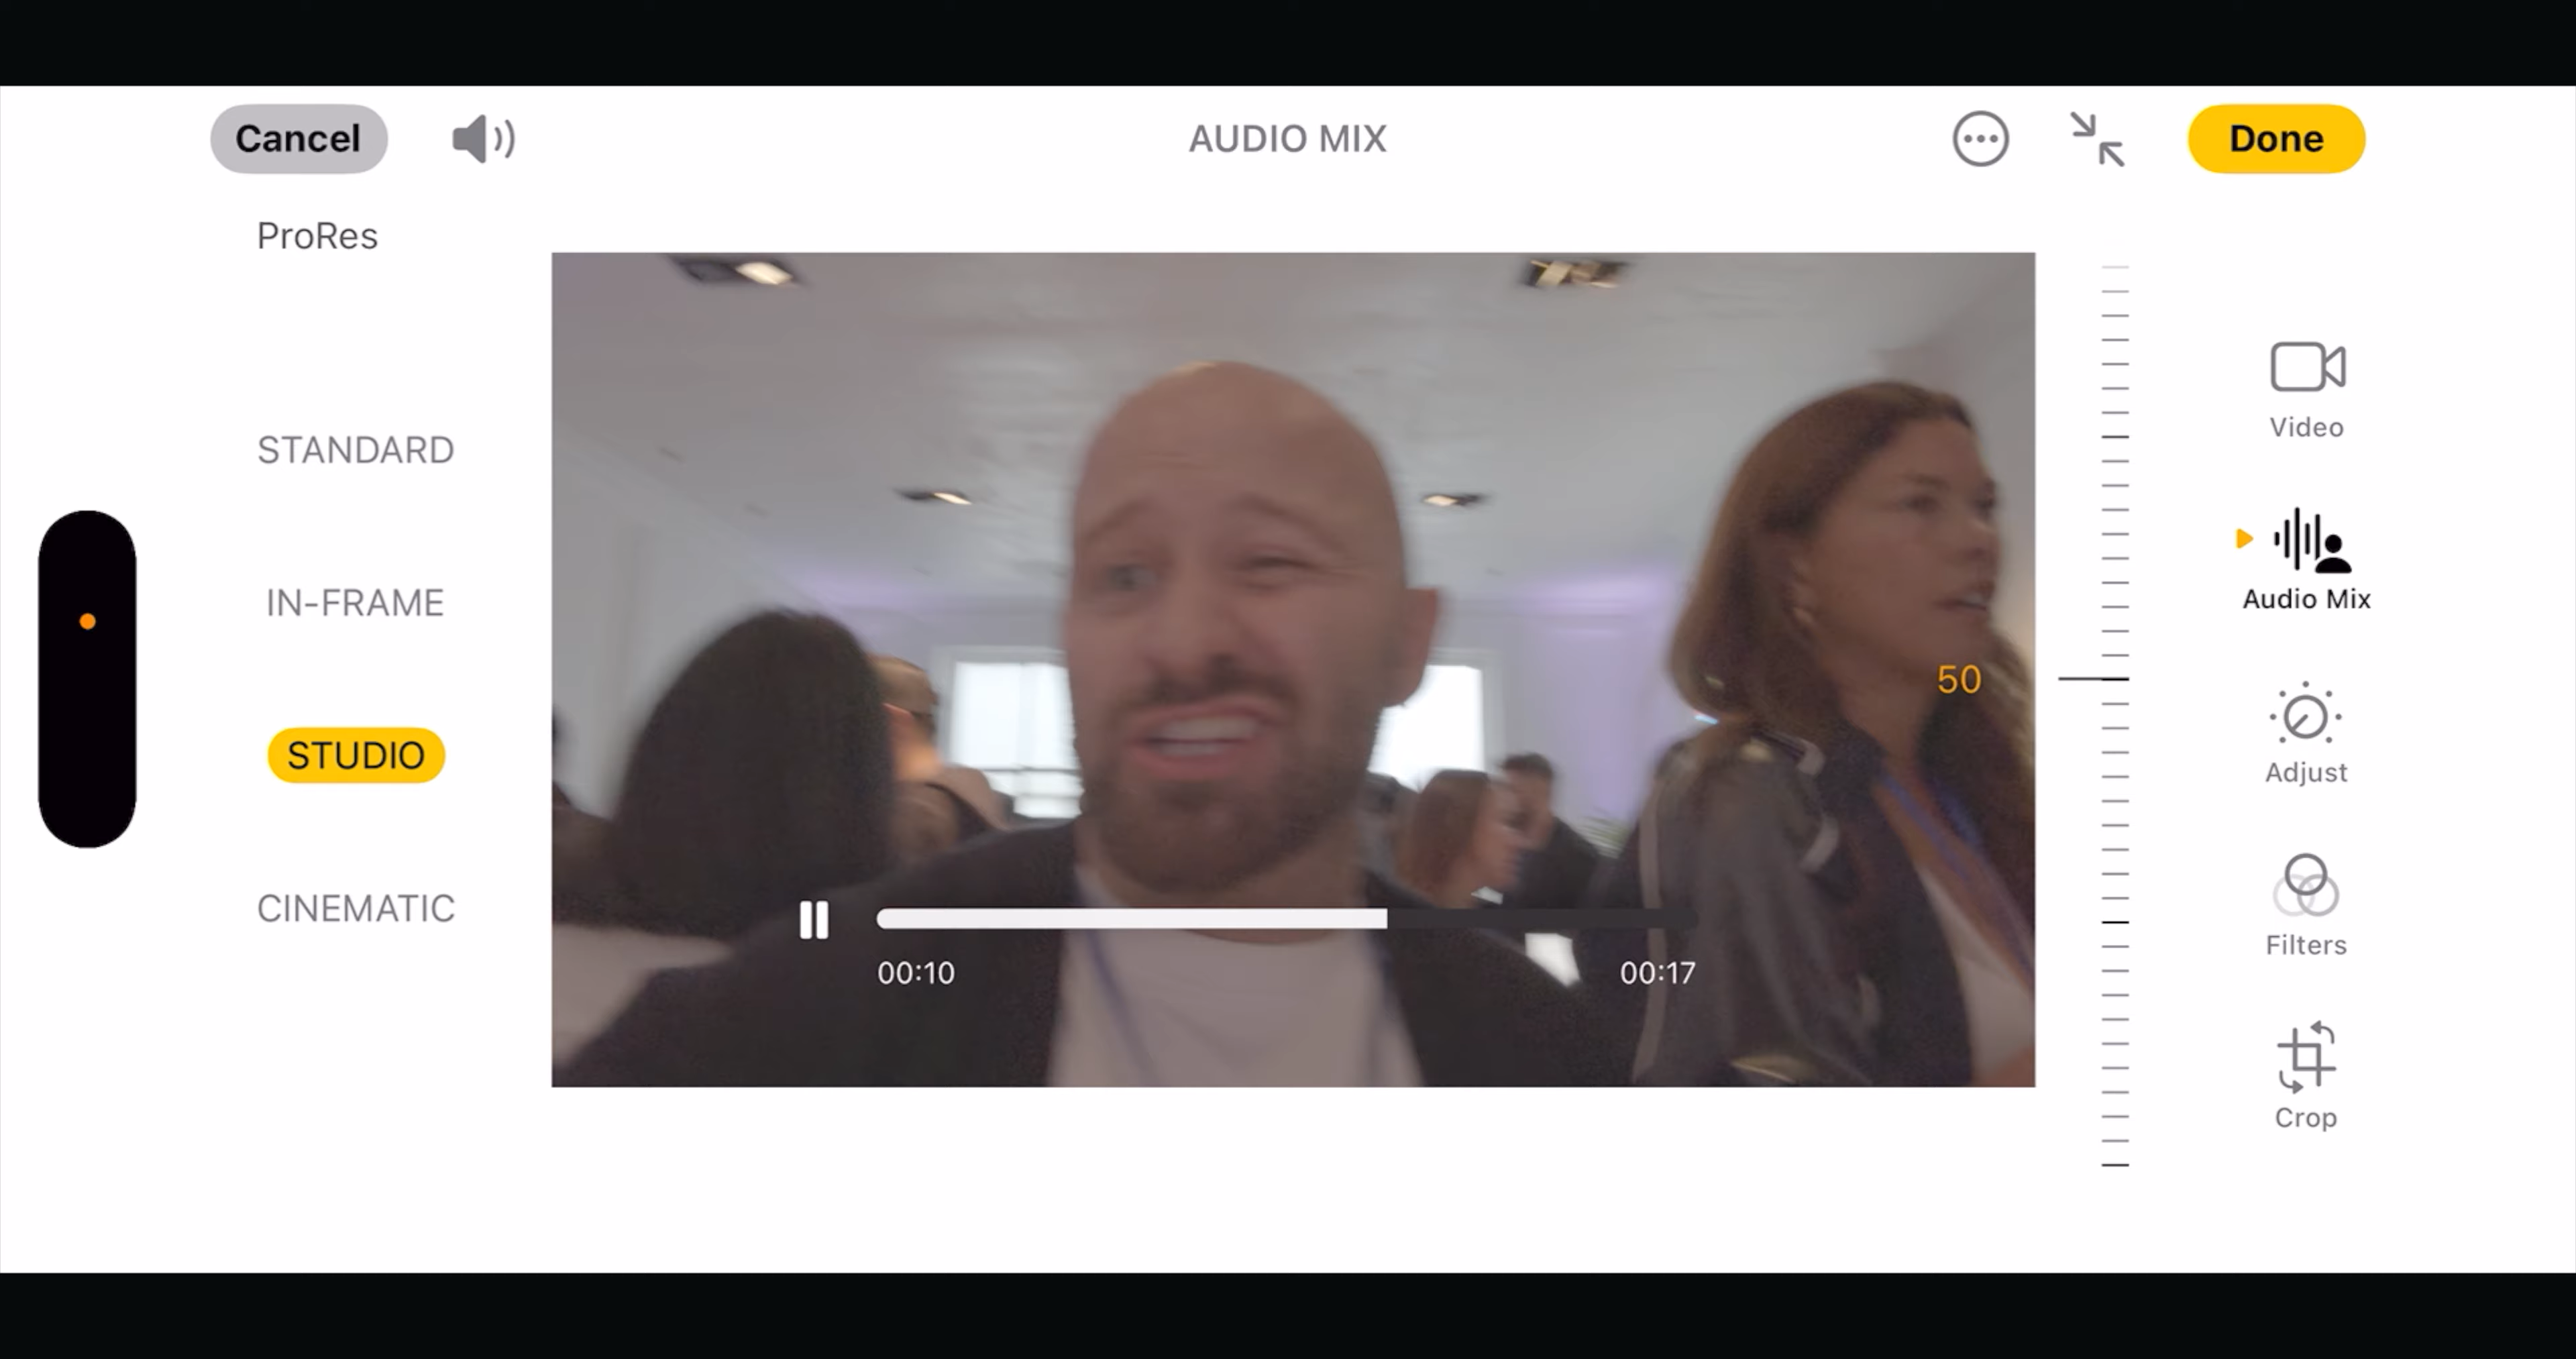 Cancel
AUDIO MIX
Done
ProRes
STANDARD
IN-FRAME
STUDIO
CINEMATIC
50
00:10
00:17
Video
Audio Mix
Adjust
Filters
Crop